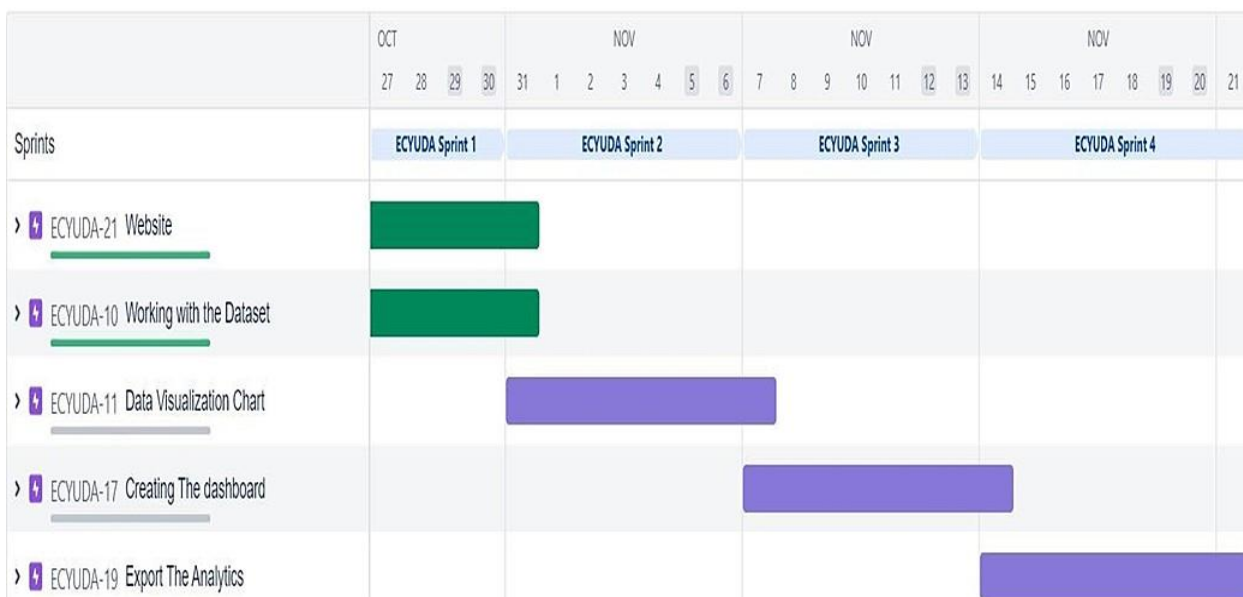 OCT NOV NOV NOV
27 28 29 30 31 1 2 3 4 5 6 7 8 9 10 11 12 13 14 15 16 17 18 19 20 21
Sprints ECYUDA Sprint 1 ECYUDA Sprint 2 ECYUDA Sprint 3 ECYUDA Sprint 4
ECYUDA-21 Website
ECYUDA-10 Working with the Dataset
ECYUDA-11 Data Visualization Chart
ECYUDA-17 Creating The dashboard
ECYUDA-19 Export The Analytics